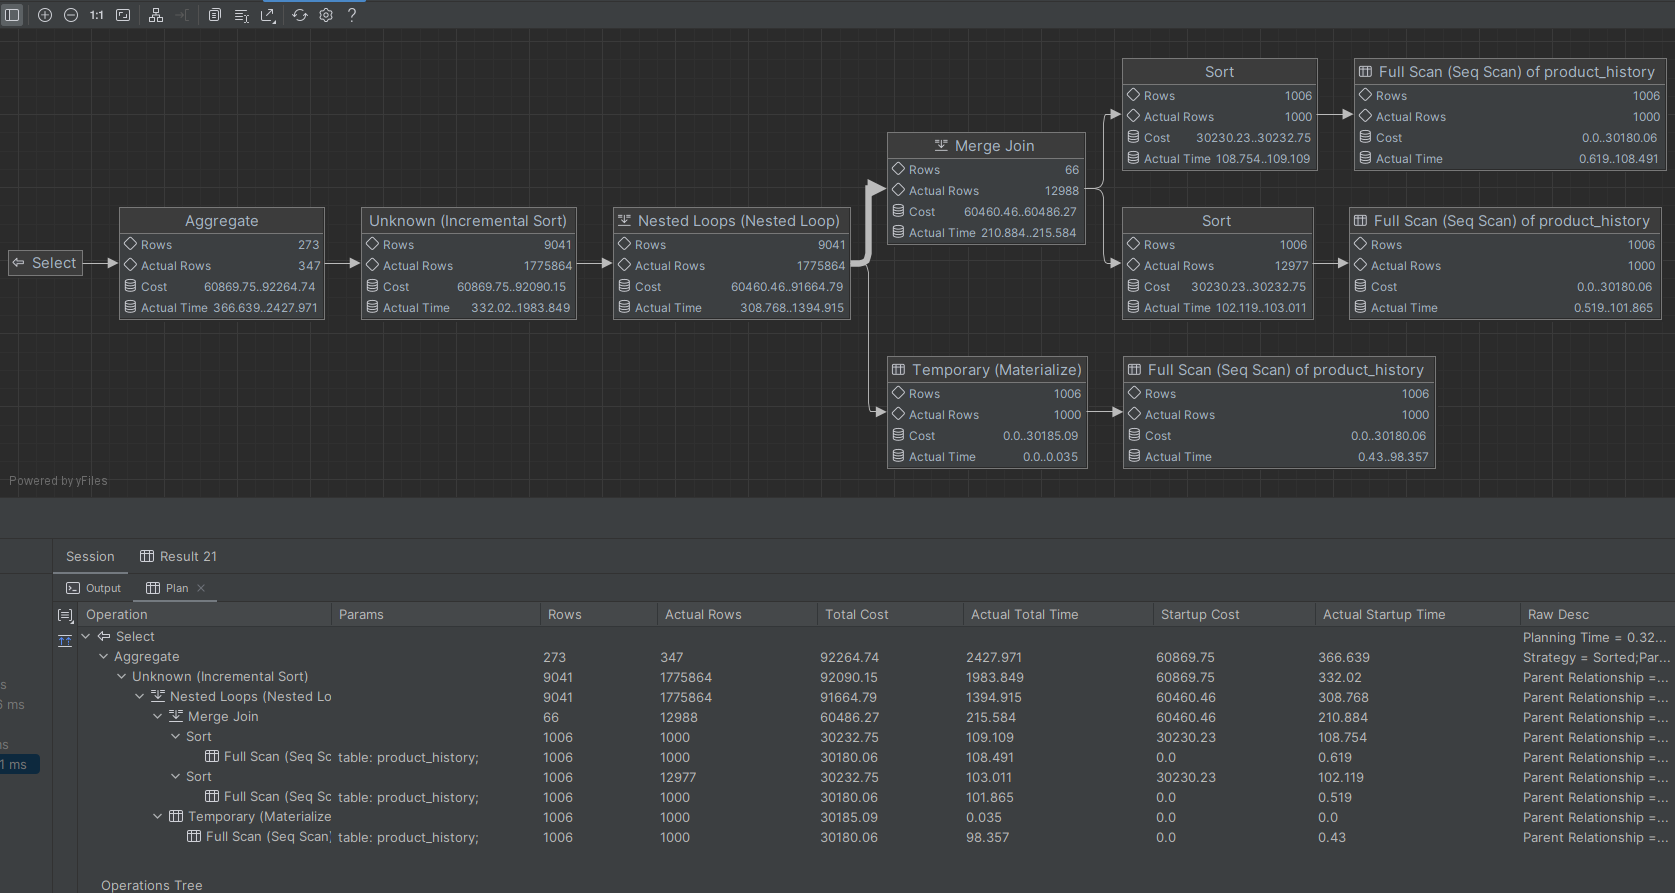 1:1
?
Select
Aggregate
Rows 273
Actual Rows 347
Cost 60869.75..92264.74
Actual Time 366.639..2427.971
Unknown (Incremental Sort)
Rows 9041
Actual Rows 1775864
Cost 60869.75..92090.15
Actual Time 332.02..1983.849
Nested Loops (Nested Loop)
Rows 9041
Actual Rows 1775864
Cost 60460.46..91664.79
Actual Time 308.768..1394.915
Merge Join
Rows 66
Actual Rows 12988
Cost 60460.46..60486.27
Actual Time 210.884..215.584
Sort
Rows 1006
Actual Rows 1000
Cost 30230.23..30232.75
Actual Time 108.754..109.109
Full Scan (Seq Scan) of product_history
Rows 1006
Actual Rows 1000
Cost 0.0..30180.06
Actual Time 0.619..108.491
Sort
Rows 1006
Actual Rows 12977
Cost 30230.23..30232.75
Actual Time 102.119..103.011
Full Scan (Seq Scan) of product_history
Rows 1006
Actual Rows 1000
Cost 0.0..30180.06
Actual Time 0.519..101.865
Temporary (Materialize)
Rows 1006
Actual Rows 1000
Cost 0.0..30185.09
Actual Time 0.0..0.035
Full Scan (Seq Scan) of product_history
Rows 1006
Actual Rows 1000
Cost 0.0..30180.06
Actual Time 0.43..98.357
Powered by yFiles
Session Result 21
Output Plan
Operation Params Rows Actual Rows Total Cost Actual Total Time Startup Cost Actual Startup Time Raw Desc
Select Planning Time = 0.32...
Aggregate 273 347 92264.74 2427.971 60869.75 366.639 Strategy = Sorted;Par...
Unknown (Incremental Sort) 9041 1775864 92090.15 1983.849 60869.75 332.02 Parent Relationship =...
Nested Loops (Nested Lo 9041 1775864 91664.79 1394.915 60460.46 308.768 Parent Relationship =...
Merge Join 66 12988 60486.27 215.584 60460.46 210.884 Parent Relationship =...
Sort 1006 1000 30232.75 109.109 30230.23 108.754 Parent Relationship =...
Full Scan (Seq Sc table: product_history; 1006 1000 30180.06 108.491 0.0 0.619 Parent Relationship =...
Sort 1006 12977 30232.75 103.011 30230.23 102.119 Parent Relationship =...
Full Scan (Seq Sc table: product_history; 1006 1000 30180.06 101.865 0.0 0.519 Parent Relationship =...
Temporary (Materialize 1006 1000 30185.09 0.035 0.0 0.0 Parent Relationship =...
Full Scan (Seq Scan) table: product_history; 1006 1000 30180.06 98.357 0.0 0.43 Parent Relationship =...
s
6 ms
ns
1 ms
Operations Tree